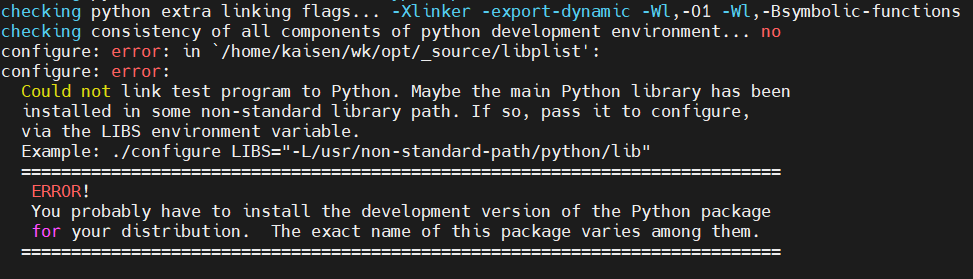 checking python extra linking flags... -Xlinker -export-dynamic -Wl,-O1 -Wl,-Bsymbolic-functions
checking consistency of all components of python development environment... no
configure: error: in `/home/kaisen/wk/opt/_source/libplist':
configure: error:
  Could not link test program to Python. Maybe the main Python library has been
  installed in some non-standard library path. If so, pass it to configure,
  via the LIBS environment variable.
  Example: ./configure LIBS="-L/usr/non-standard-path/python/lib"
  ============================================================================
   ERROR!
   You probably have to install the development version of the Python package
   for your distribution.  The exact name of this package varies among them.
  ============================================================================